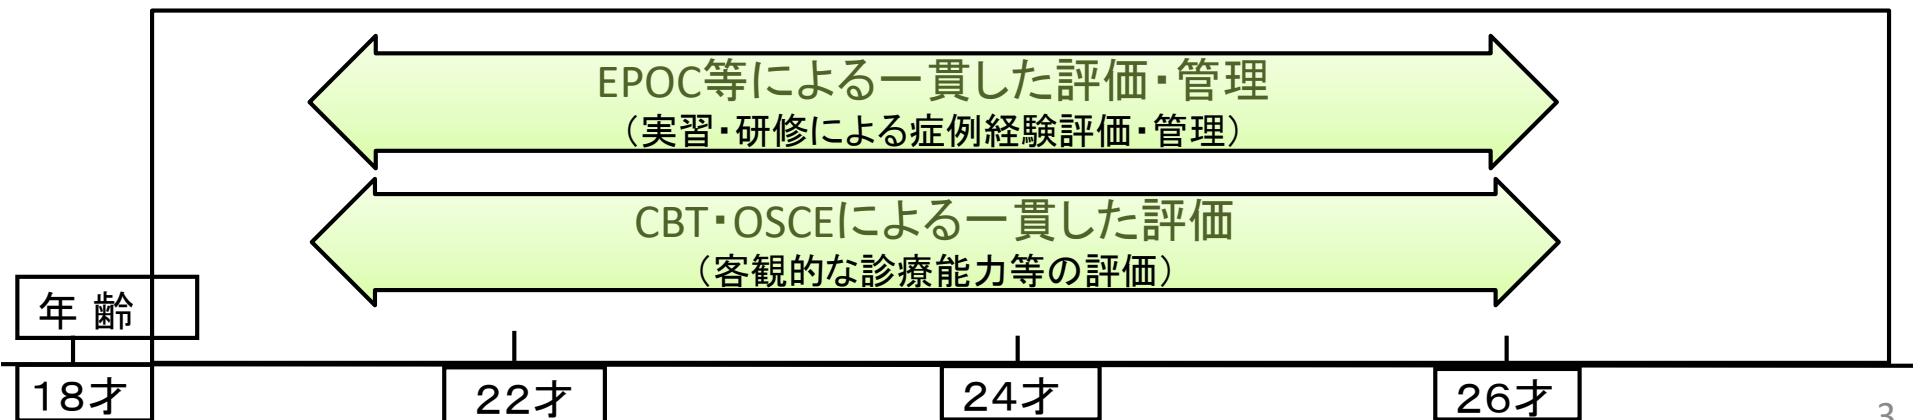 EPOC等による一貫した評価・管理
（実習・研修による症例経験評価・管理）
CBT・OSCEによる一貫した評価
（客観的な診療能力等の評価）
年 齢
18才
22才
24才
26才
3